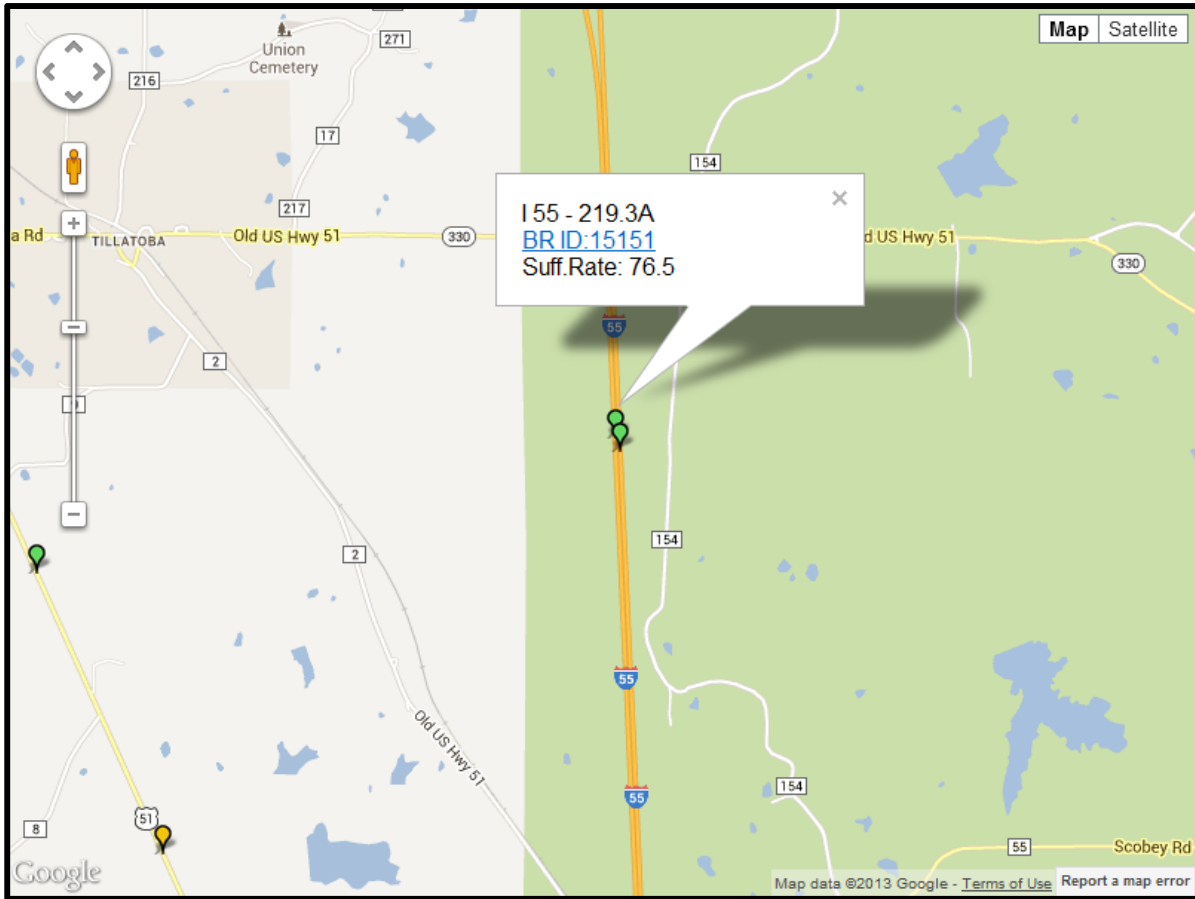 Map
Satellite
271
Union
Cemetery
216
17
154
217
a Rd
TILLATOBA
Old US Hwy 51
330
I 55 - 219.3A
BR ID:15151
Suff.Rate: 76.5
×
d US Hwy 51
330
55
2
9
2
154
55
Old US Hwy 51
55
154
51
8
55
Scobey Rd
Google
Map data ©2013 Google - Terms of Use
Report a map error